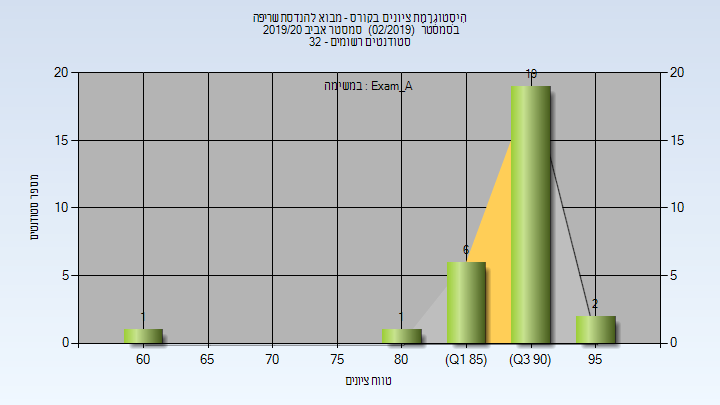 היסטוגרמת ציונים בקורס - מבוא להנדסת שריפה
בסמסטר (02/2019) סמסטר אביב 2019/20
סטודנטים רשומים - 32
במשימה : Exam_A
20 20
15 15
10 10
5 5
0 0
מספר סטודנטים
1 1 6 19 2
60 65 70 75 80 (Q1 85) (Q3 90) 95
טווח ציונים